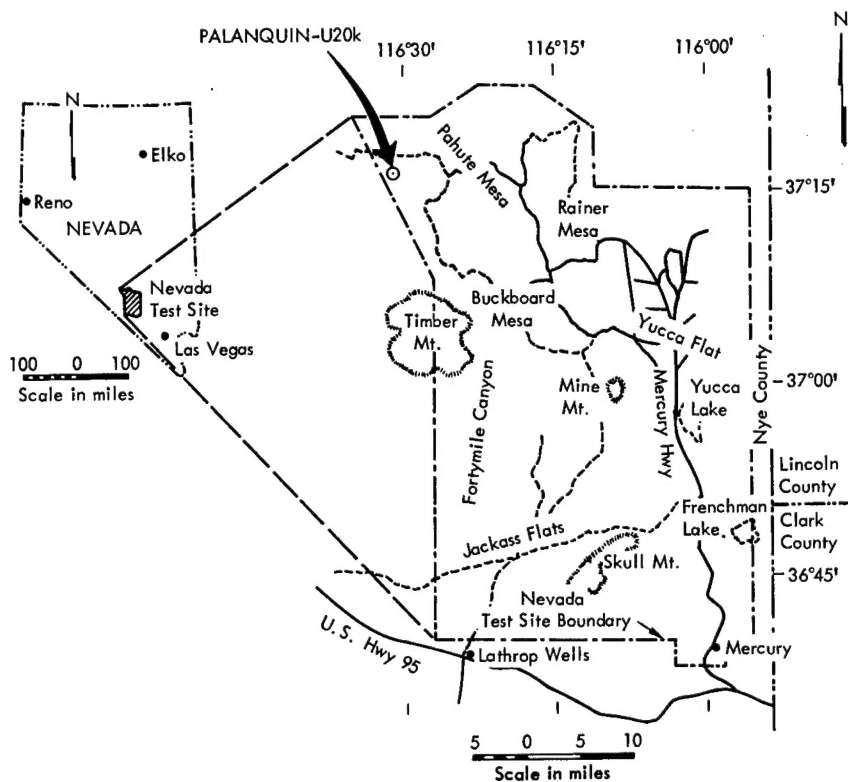 PALANQUIN-U20k
116°30'
116°15'
116°00'
N
N
Elko
Reno
NEVADA
Nevada
Test Site
Las Vegas
100 0 100
Scale in miles
Pahute Mesa
Rainer
Mesa
37°15'
Buckboard
Mesa
Timber
Mt.
Yucca Flat
Fortymile Canyon
Mine
Mt.
Mercury Hwy
Yucca
Lake
Nye County
37°00'
Lincoln
County
Clark
County
Frenchman
Lake.
Jackass Flats
Skull Mt.
36°45'
Nevada
Test Site Boundary
U.S. Hwy 95
Lathrop Wells
Mercury
5 0 5 10
Scale in miles